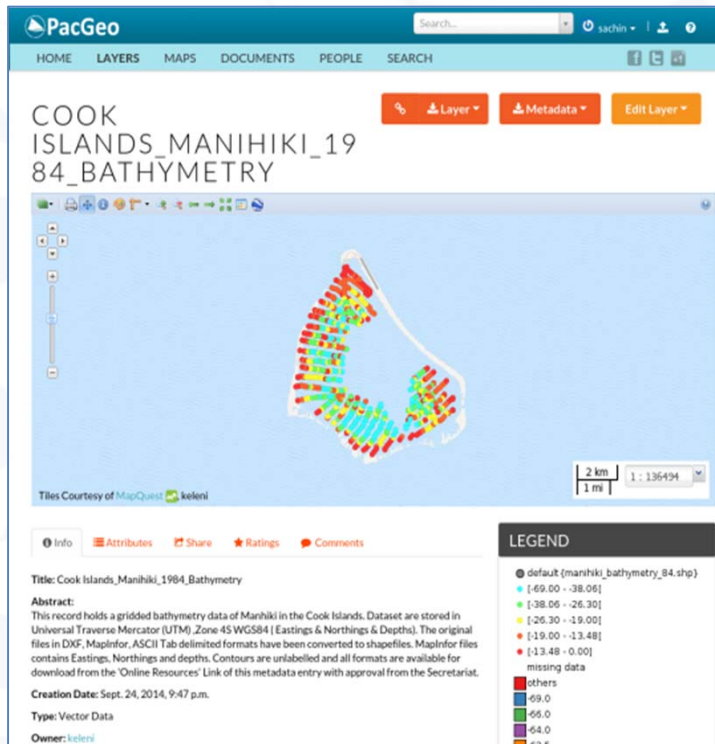 PacGeo
Search...
sachin
HOME LAYERS MAPS DOCUMENTS PEOPLE SEARCH
COOK
ISLANDS_MANIHIKI_19
84_BATHYMETRY
Layer Metadata Edit Layer
2 km
1 mi
1 : 136494
Tiles Courtesy of MapQuest keleni
Info Attributes Share Ratings Comments
LEGEND
Title: Cook Islands_Manihiki_1984_Bathymetry
Abstract:
This record holds a gridded bathymetry data of Manhiki in the Cook Islands. Dataset are stored in
Universal Traverse Mercator (UTM) ,Zone 4S WGS84 ( Eastings & Northings & Depths). The original
files in DXF, MapInfor, ASCII Tab delimited formats have been converted to shapefiles. MapInfor files
contains Eastings, Northings and depths. Contours are unlabelled and all formats are available for
download from the 'Online Resources' Link of this metadata entry with approval from the Secretariat.
Creation Date: Sept. 24, 2014, 9:47 p.m.
Type: Vector Data
Owner: keleni
default {manihiki_bathymetry_84.shp}
[-69.00 - -38.06[
[-38.06 - -26.30[
[-26.30 - -19.00[
[-19.00 - -13.48[
[-13.48 - 0.00]
missing data
others
-69.0
-66.0
-64.0